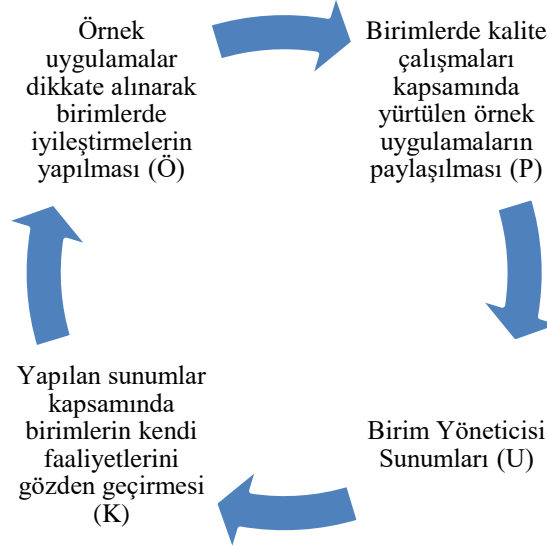 Örnek
uygulamalar
dikkate alınarak
birimlerde
iyileştirmelerin
yapılması (Ö)
Birimlerde kalite
çalışmaları
kapsamında
yürtülen örnek
uygulamaların
paylaşılması (P)
Birim Yöneticisi
Sunumları (U)
Yapılan sunumlar
kapsamında
birimlerin kendi
faaliyetlerini
gözden geçirmesi
(K)